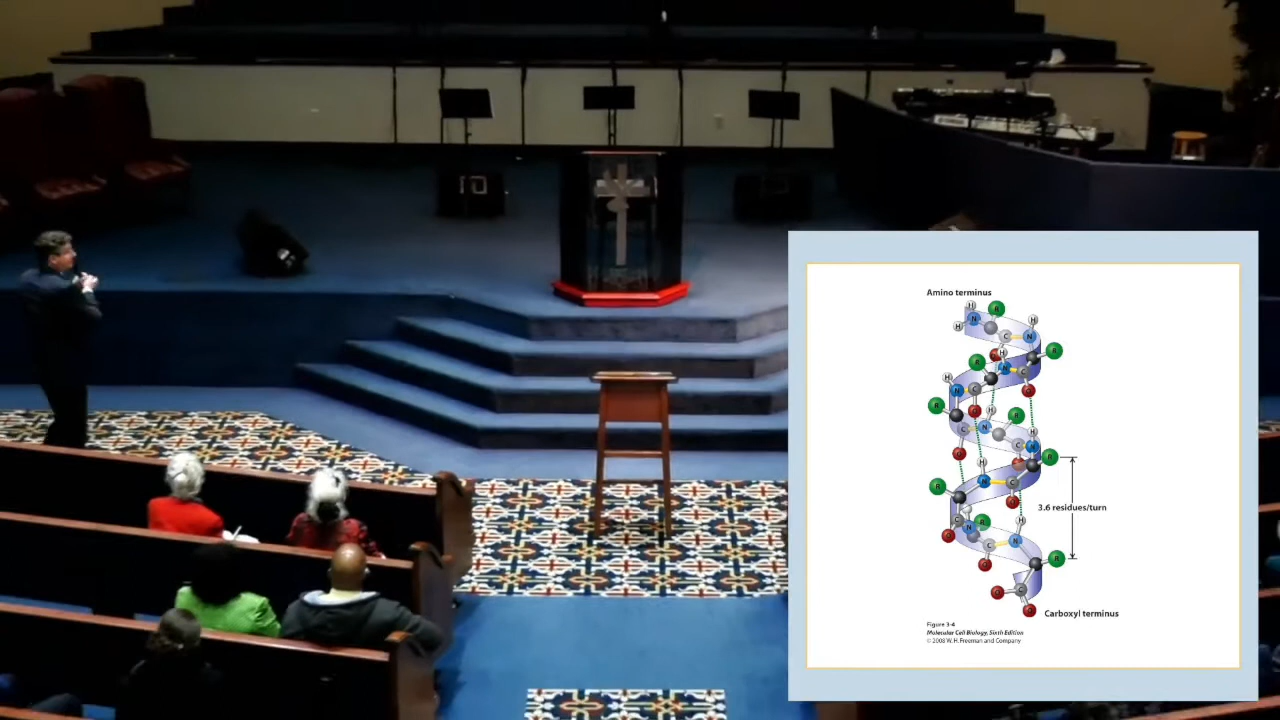 Amino terminus
H
R
H
N
H
C
N
H
R
O
H
R
N
C
H
N
C
O
R
O
H
R
C
N
H
C
N
O
R
H
R
N
C
O
C
R
H
N
O
C
N
R
O
C
O
O
3.6 residues/turn
Carboxyl terminus
Figure 3-4
Molecular Cell Biology, Sixth Edition
© 2008 W. H. Freeman and Company